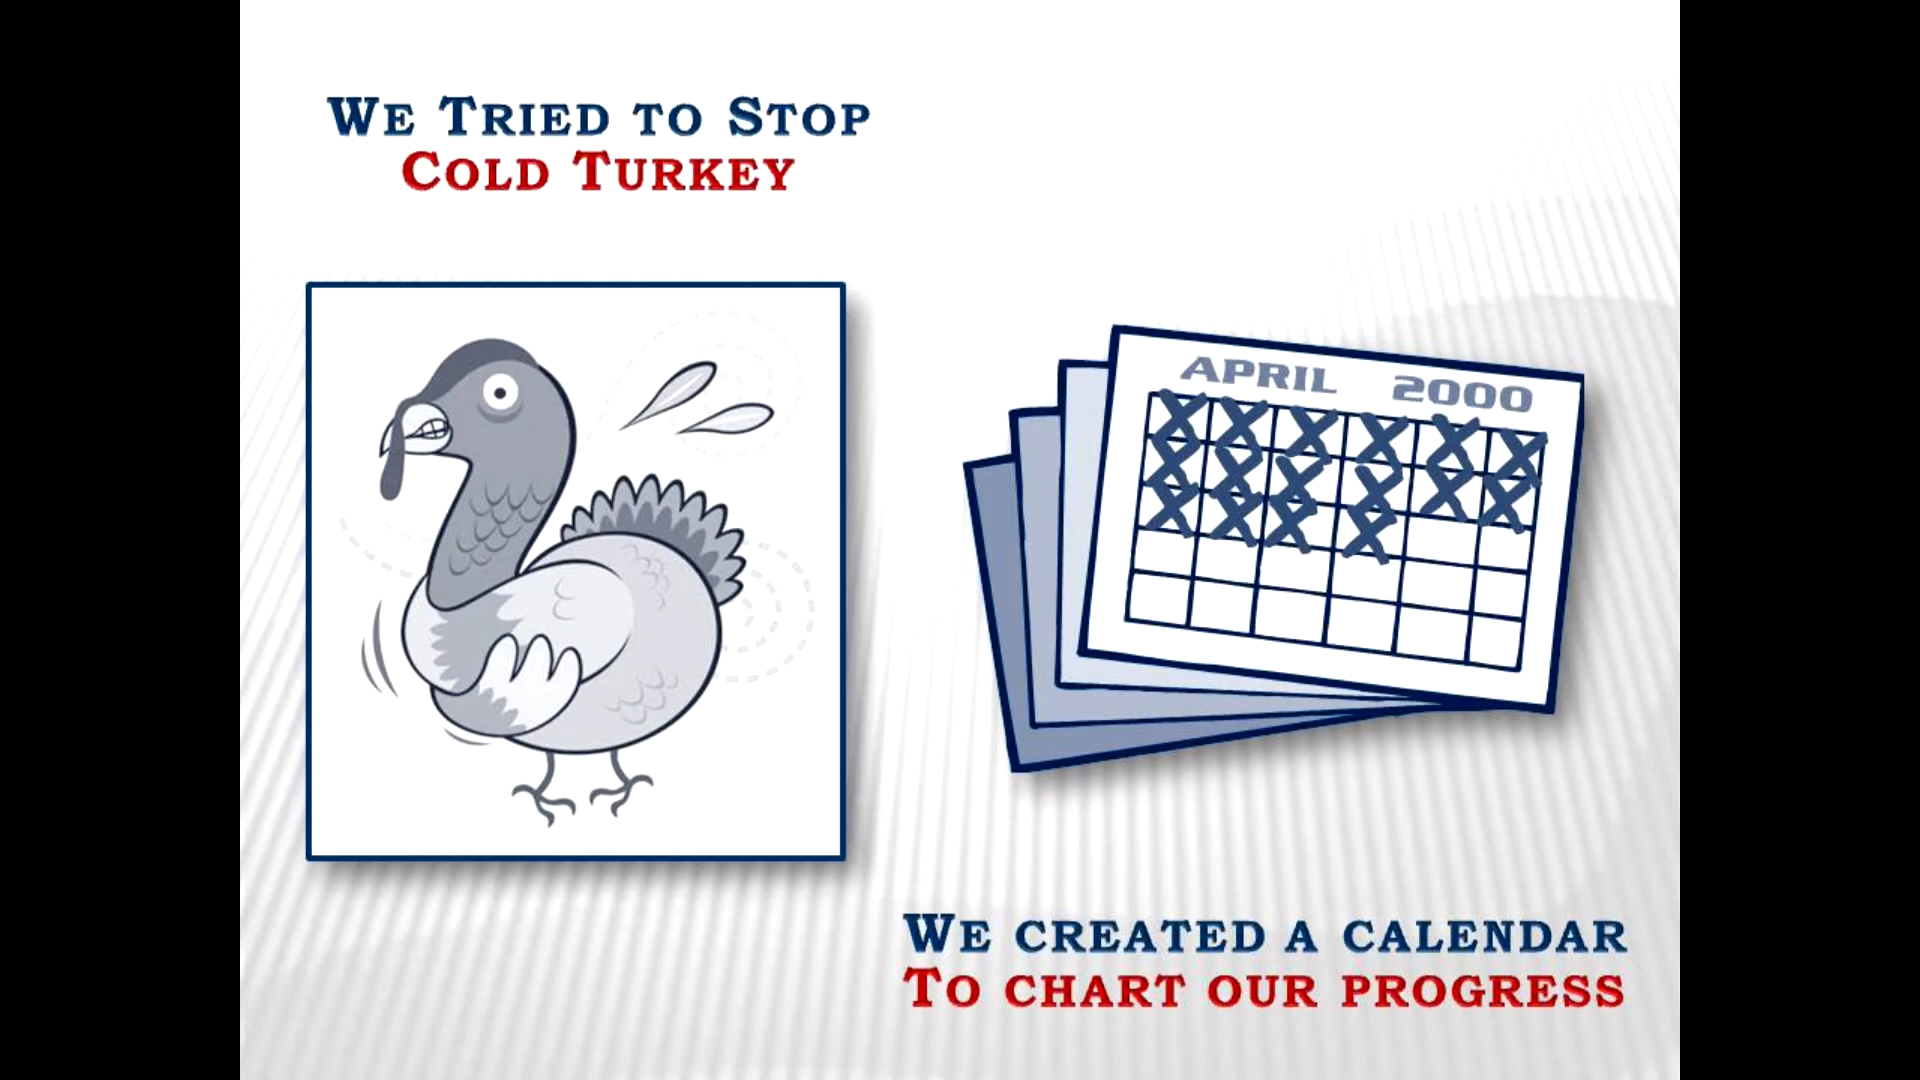 We Tried to Stop
Cold Turkey
APRIL 2000
We created a calendar
To chart our progress